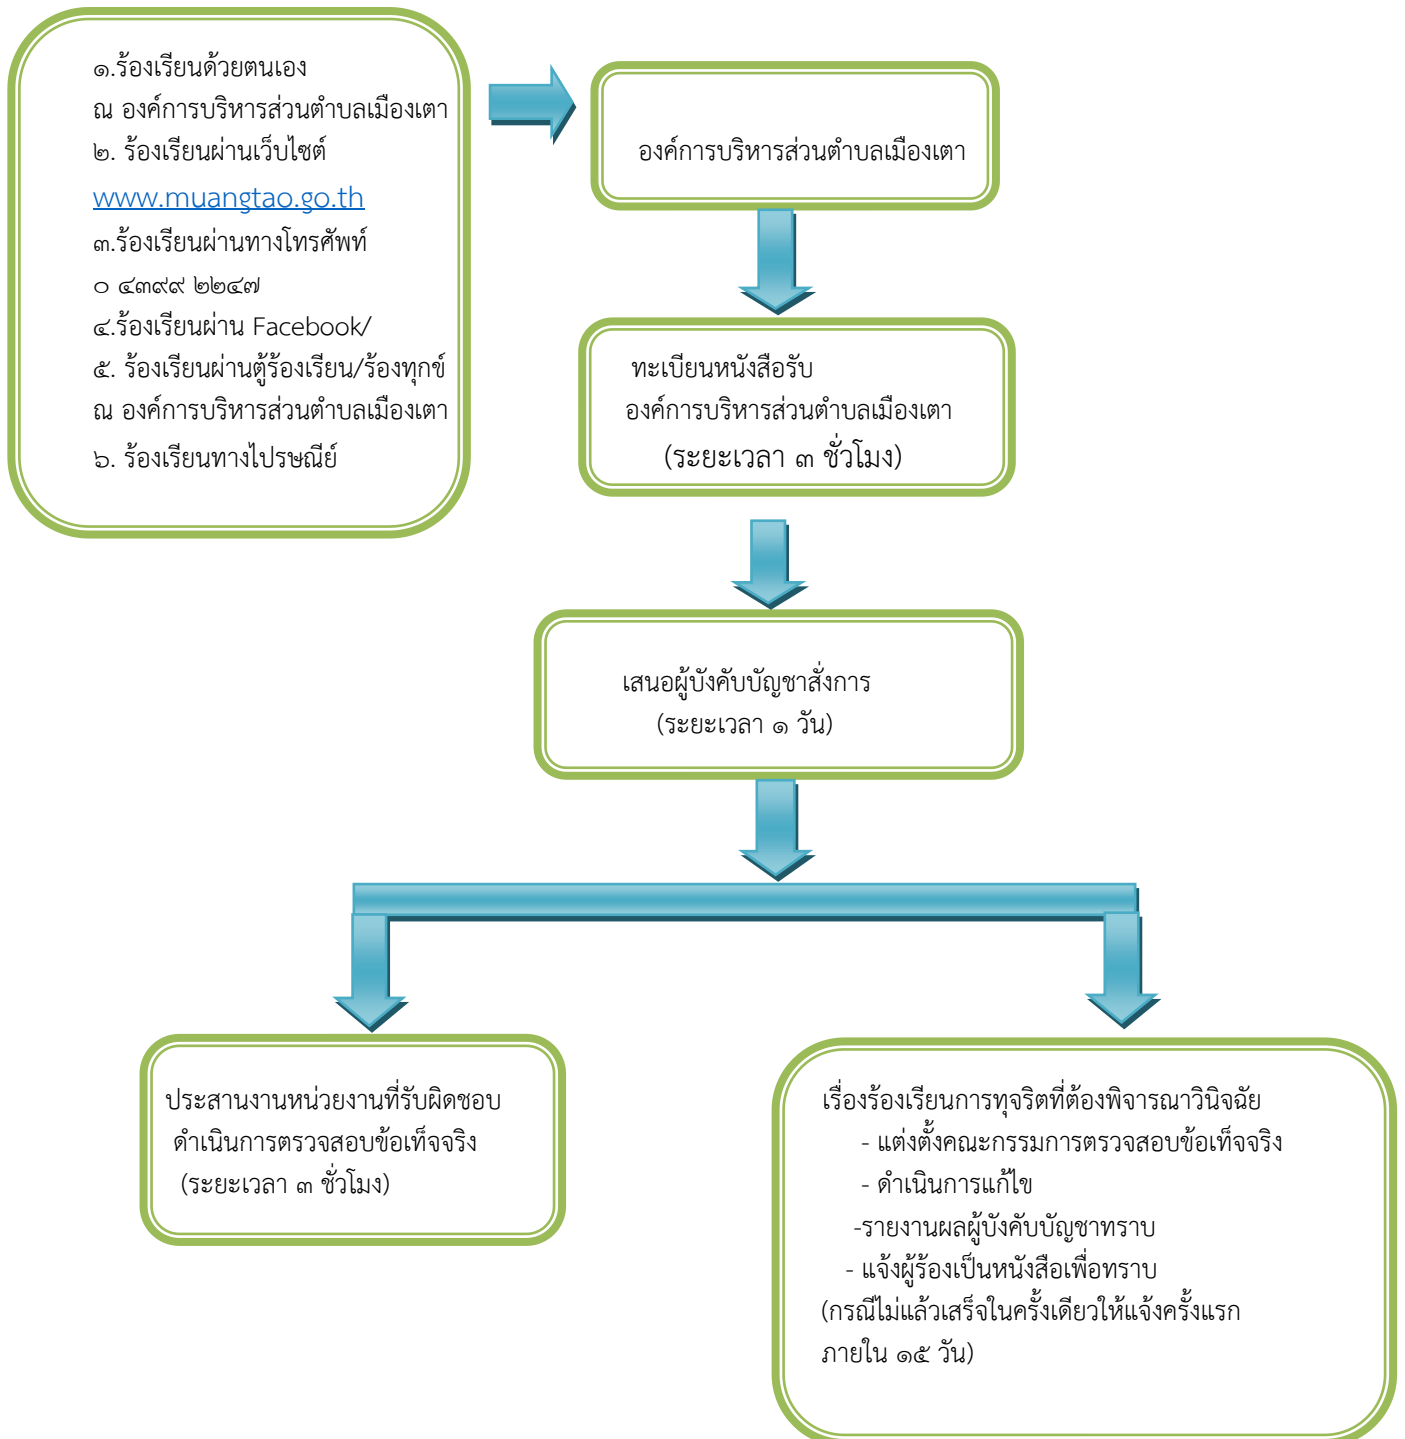 ๑.ร้องเรียนด้วยตนเอง
ณ องค์การบริหารส่วนตำบลเมืองเตา
๒. ร้องเรียนผ่านเว็บไซต์
www.muangtao.go.th
๓.ร้องเรียนผ่านทางโทรศัพท์
๐ ๔๓๙๙ ๒๒๔๗
๔.ร้องเรียนผ่าน Facebook/
๕. ร้องเรียนผ่านตู้ร้องเรียน/ร้องทุกข์
ณ องค์การบริหารส่วนตำบลเมืองเตา
๖. ร้องเรียนทางไปรษณีย์
องค์การบริหารส่วนตำบลเมืองเตา
ทะเบียนหนังสือรับ
องค์การบริหารส่วนตำบลเมืองเตา
(ระยะเวลา ๓ ชั่วโมง)
เสนอผู้บังคับบัญชาสั่งการ
(ระยะเวลา ๑ วัน)
ประสานงานหน่วยงานที่รับผิดชอบ
ดำเนินการตรวจสอบข้อเท็จจริง
(ระยะเวลา ๓ ชั่วโมง)
เรื่องร้องเรียนการทุจริตที่ต้องพิจารณาวินิจฉัย
- แต่งตั้งคณะกรรมการตรวจสอบข้อเท็จจริง
- ดำเนินการแก้ไข
-รายงานผลผู้บังคับบัญชาทราบ
- แจ้งผู้ร้องเป็นหนังสือเพื่อทราบ
(กรณีไม่แล้วเสร็จในครั้งเดียวให้แจ้งครั้งแรก
ภายใน ๑๕ วัน)